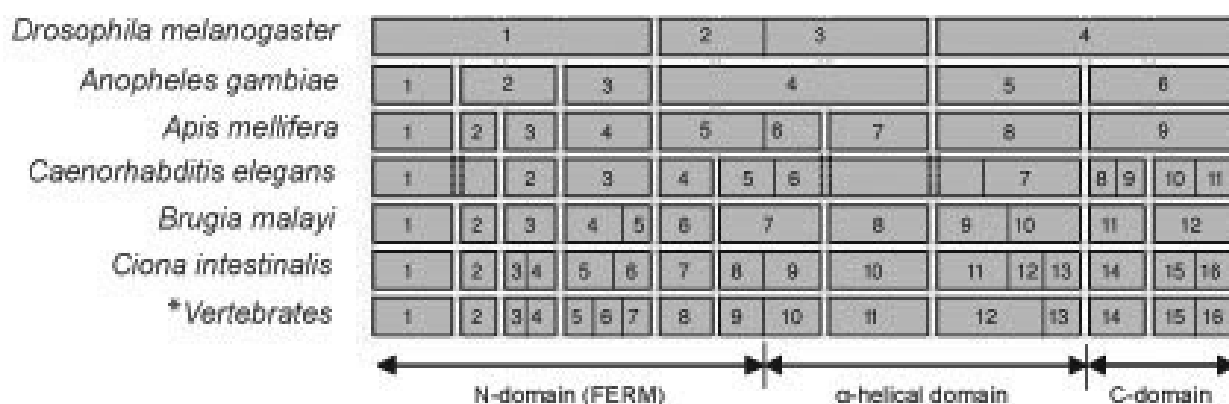 Drosophila melanogaster 1 2 3 4
Anopheles gambiae 1 2 3 4 5 6
Apis mellifera 1 2 3 4 5 6 7 8 9
Caenorhabditis elegans 1 2 3 4 5 6 7 8 9 10 11
Brugia malayi 1 2 3 4 5 6 7 8 9 10 11 12
Ciona intestinalis 1 2 3 4 5 6 7 8 9 10 11 12 13 14 15 16
*Vertebrates 1 2 3 4 5 6 7 8 9 10 11 12 13 14 15 16
N-domain (FERM) α-helical domain C-domain